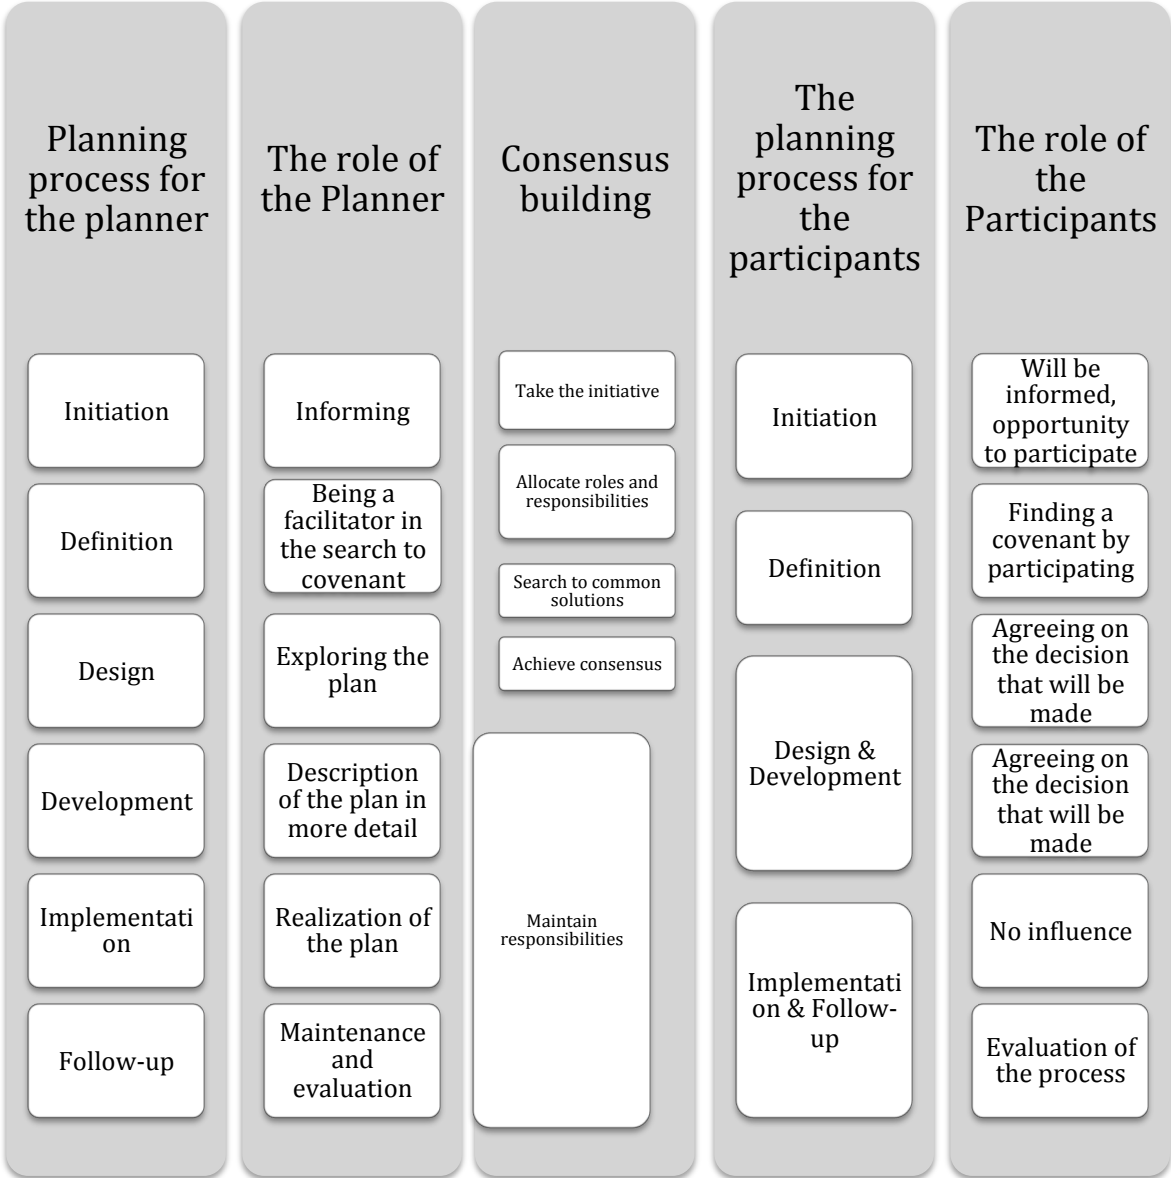 Planning
process for
the planner
Initiation
Definition
Design
Development
Implementati
on
Follow-up
The role of
the Planner
Informing
Being a
facilitator in
the search to
covenant
Exploring the
plan
Description
of the plan in
more detail
Realization of
the plan
Maintenance
and
evaluation
Consensus
building
Take the initiative
Allocate roles and
responsibilities
Search to common
solutions
Achieve consensus
Maintain
responsibilities
The
planning
process for
the
participants
Initiation
Definition
Design &
Development
Implementati
on & Follow-
up
The role of
the
Participants
Will be
informed,
opportunity
to participate
Finding a
covenant by
participating
Agreeing on
the decision
that will be
made
Agreeing on
the decision
that will be
made
No influence
Evaluation of
the process